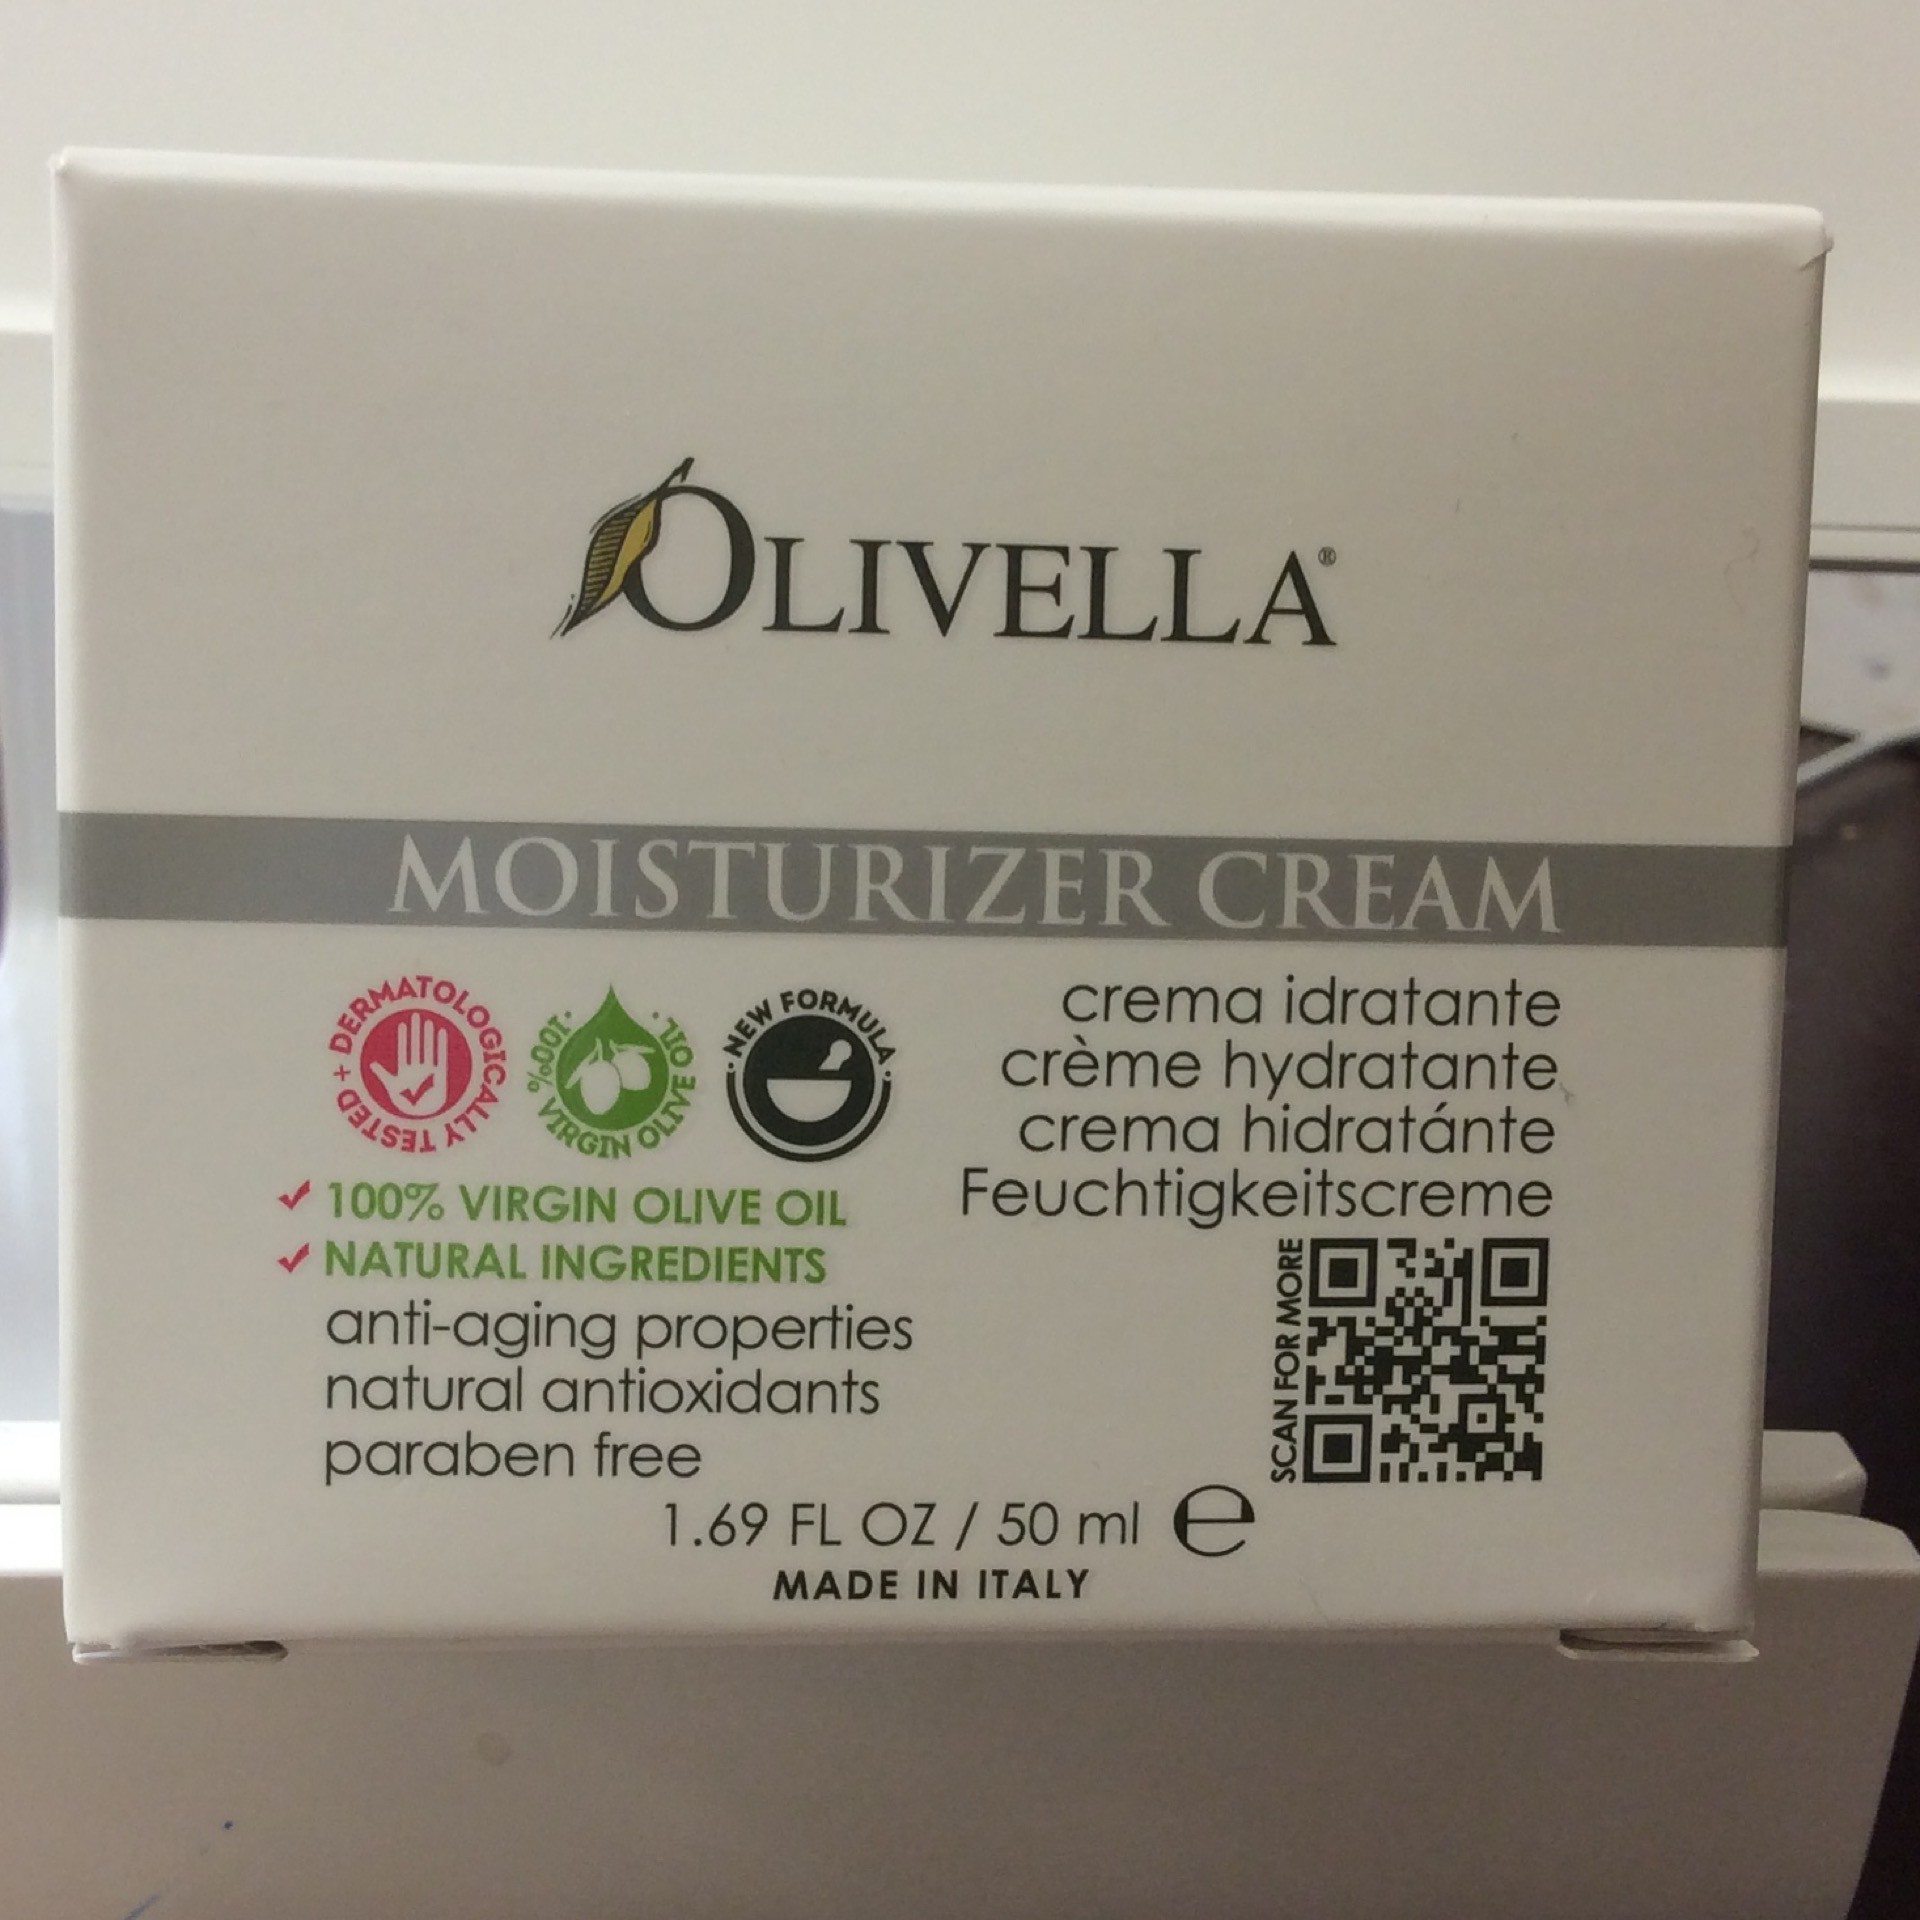 OLIVELLA®
MOISTURIZER CREAM
DERMATOLOGICALLY TESTED +
100% VIRGIN OLIVE OIL
NEW FORMULA
✓ 100% VIRGIN OLIVE OIL
✓ NATURAL INGREDIENTS
anti-aging properties
natural antioxidants
paraben free
crema idratante
crème hydratante
crema hidratánte
Feuchtigkeitscreme
SCAN FOR MORE
1.69 FL OZ / 50 ml ℮
MADE IN ITALY